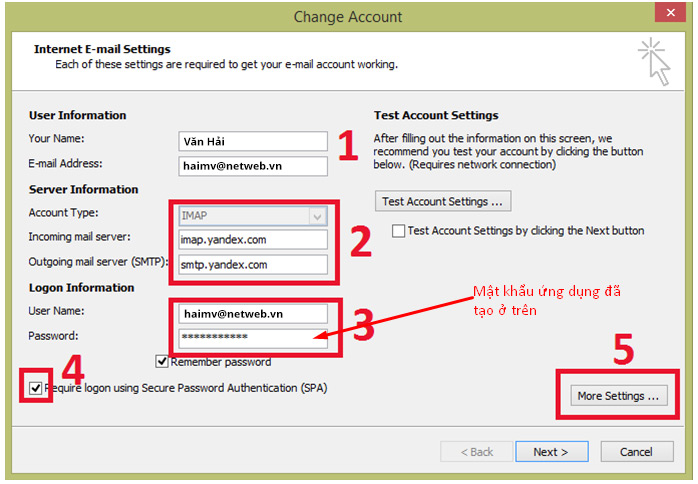 Change Account
Internet E-mail Settings
Each of these settings are required to get your e-mail account working.
User Information
Your Name:
Văn Hải
E-mail Address:
haimv@netweb.vn
1
Server Information
Account Type:
IMAP
Incoming mail server:
imap.yandex.com
Outgoing mail server (SMTP):
smtp.yandex.com
2
Logon Information
User Name:
haimv@netweb.vn
Password:
***********
3
Remember password
4
Require logon using Secure Password Authentication (SPA)
Test Account Settings
After filling out the information on this screen, we
recommend you test your account by clicking the button
below. (Requires network connection)
Test Account Settings ...
Test Account Settings by clicking the Next button
Mật khẩu ứng dụng đã
tạo ở trên
5
More Settings ...
< Back
Next >
Cancel